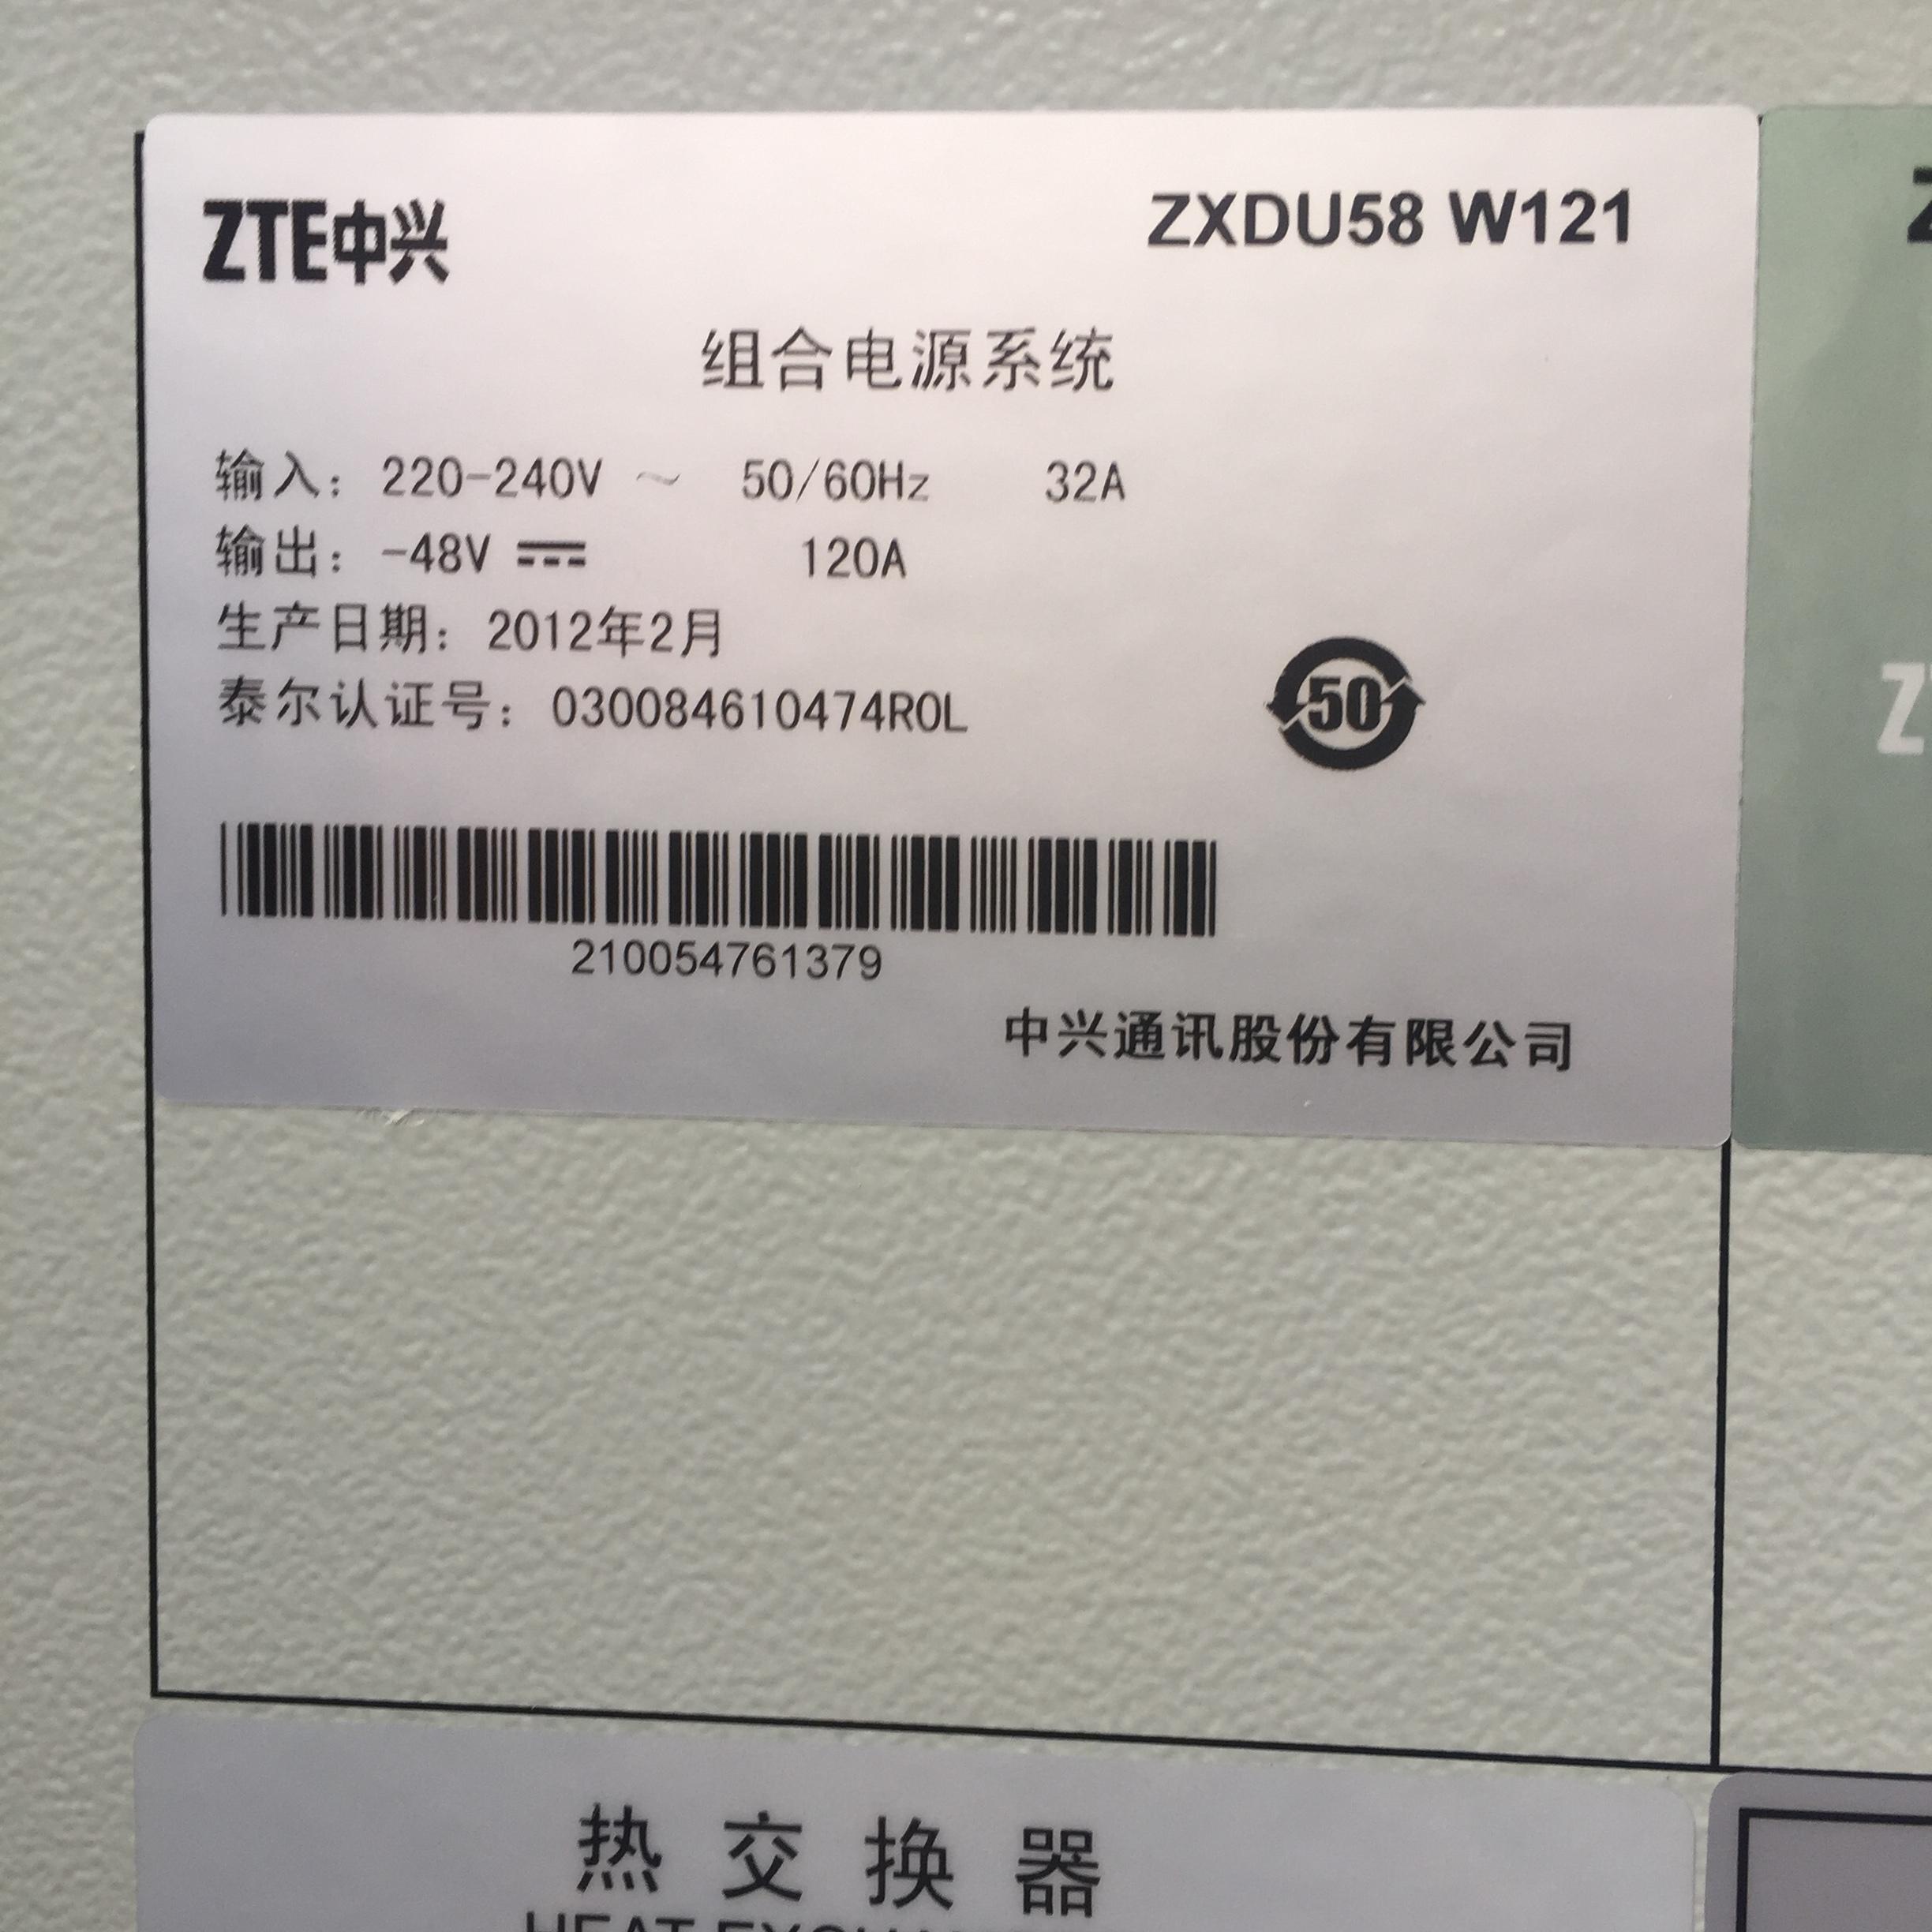 ZTE中兴
ZXDU58 W121
组合电源系统
输入: 220-240V ~ 50/60Hz 32A
输出: -48V ⎓ 120A
生产日期: 2012年2月
泰尔认证号: 030084610474R0L
50
210054761379
中兴通讯股份有限公司
热交换器